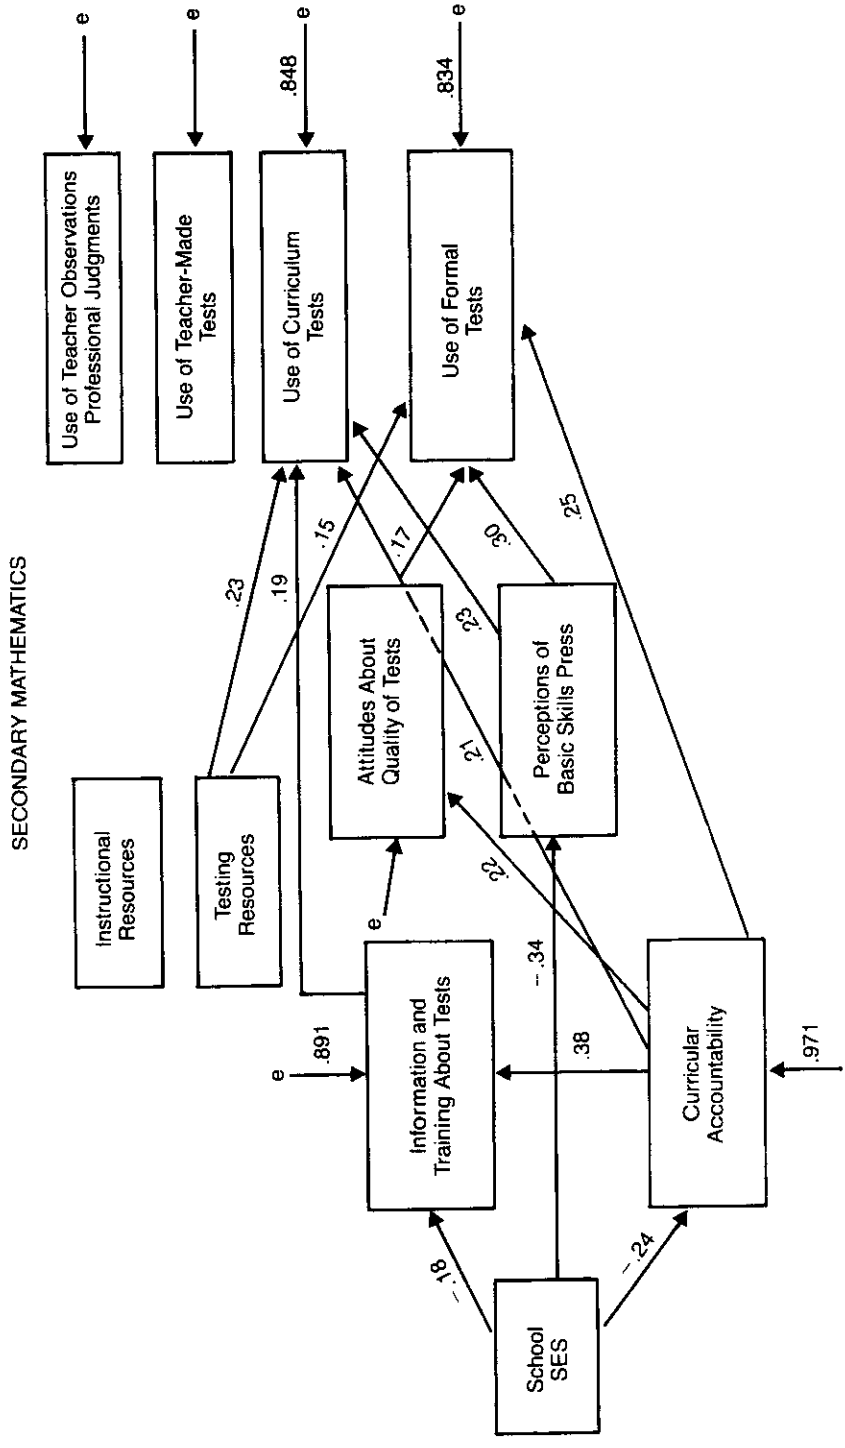 SECONDARY MATHEMATICS
Instructional
Resources
Testing
Resources
Use of Teacher Observations
Professional Judgments
e
Use of Teacher-Made
Tests
e
Use of Curriculum
Tests
.848
e
Use of Formal
Tests
.834
e
.23
.19
.15
e
.891
Information and
Training About Tests
e
Attitudes About
Quality of Tests
.17
.22
.21
.23
.30
.25
Perceptions of
Basic Skills Press
–.34
.38
–.18
School
SES
–.24
Curricular
Accountability
.971